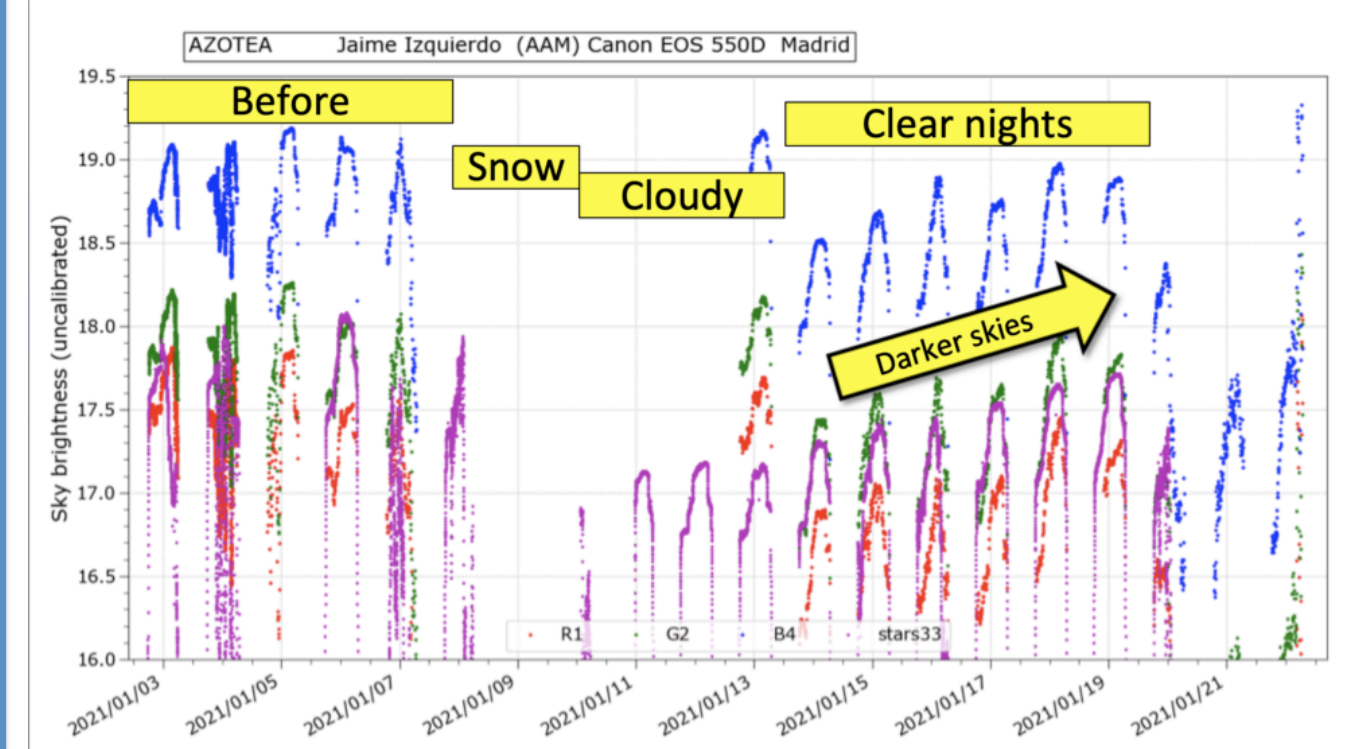 AZOTEA Jaime Izquierdo (AAM) Canon EOS 550D Madrid
19.5
Before
Clear nights
19.0
Snow
Cloudy
18.5
Sky brightness (uncalibrated)
18.0
Darker skies
17.5
17.0
16.5
R1 G2 B4 stars33
16.0
2021/01/03 2021/01/05 2021/01/07 2021/01/09 2021/01/11 2021/01/13 2021/01/15 2021/01/17 2021/01/19 2021/01/21